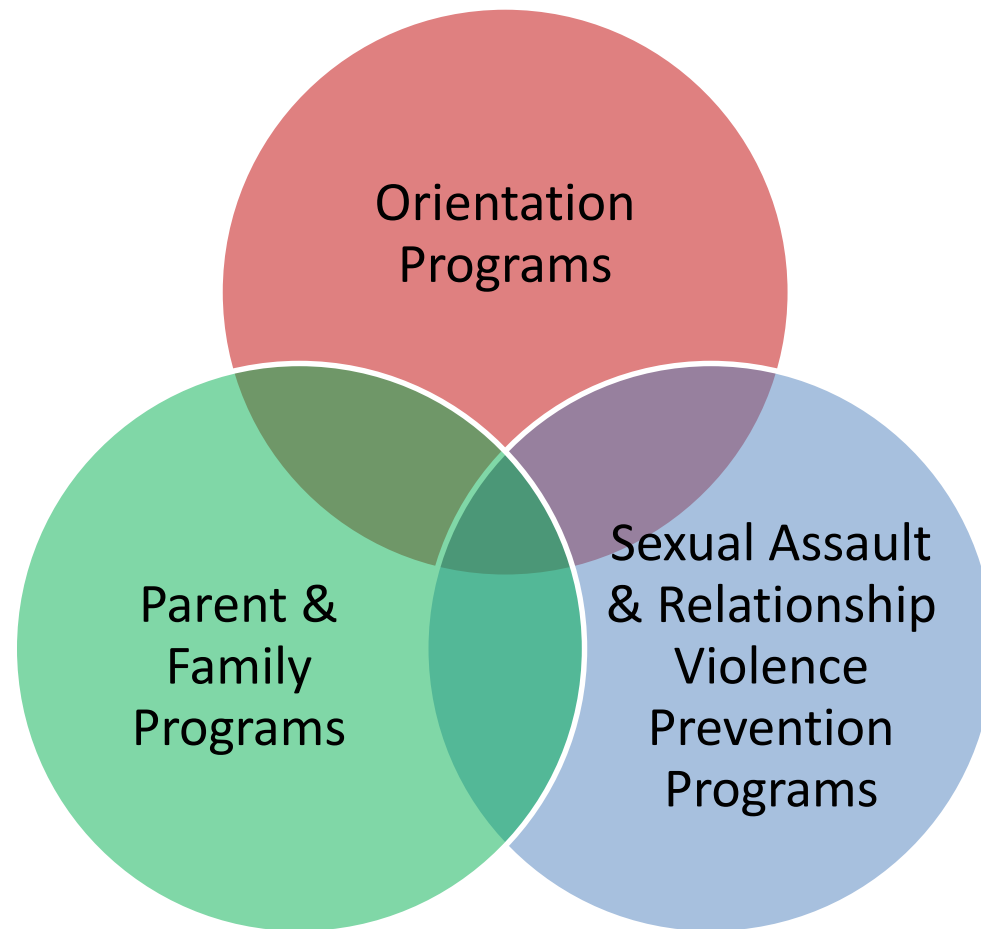 Orientation
Programs
Parent &
Family
Programs
Sexual Assault
& Relationship
Violence
Prevention
Programs